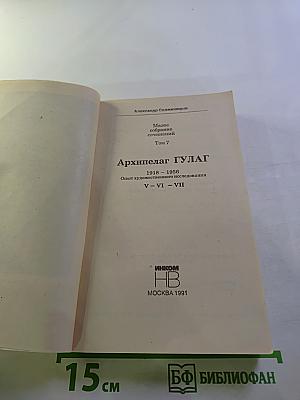 Александр Солженицын
Малое
собрание
сочинений
Том 7
Архипелаг ГУЛАГ
1918 – 1956
Опыт художественного исследования
V – VI – VII
ИНКОМ
НВ
МОСКВА 1991
15 см
БФ БИБЛИОФАН